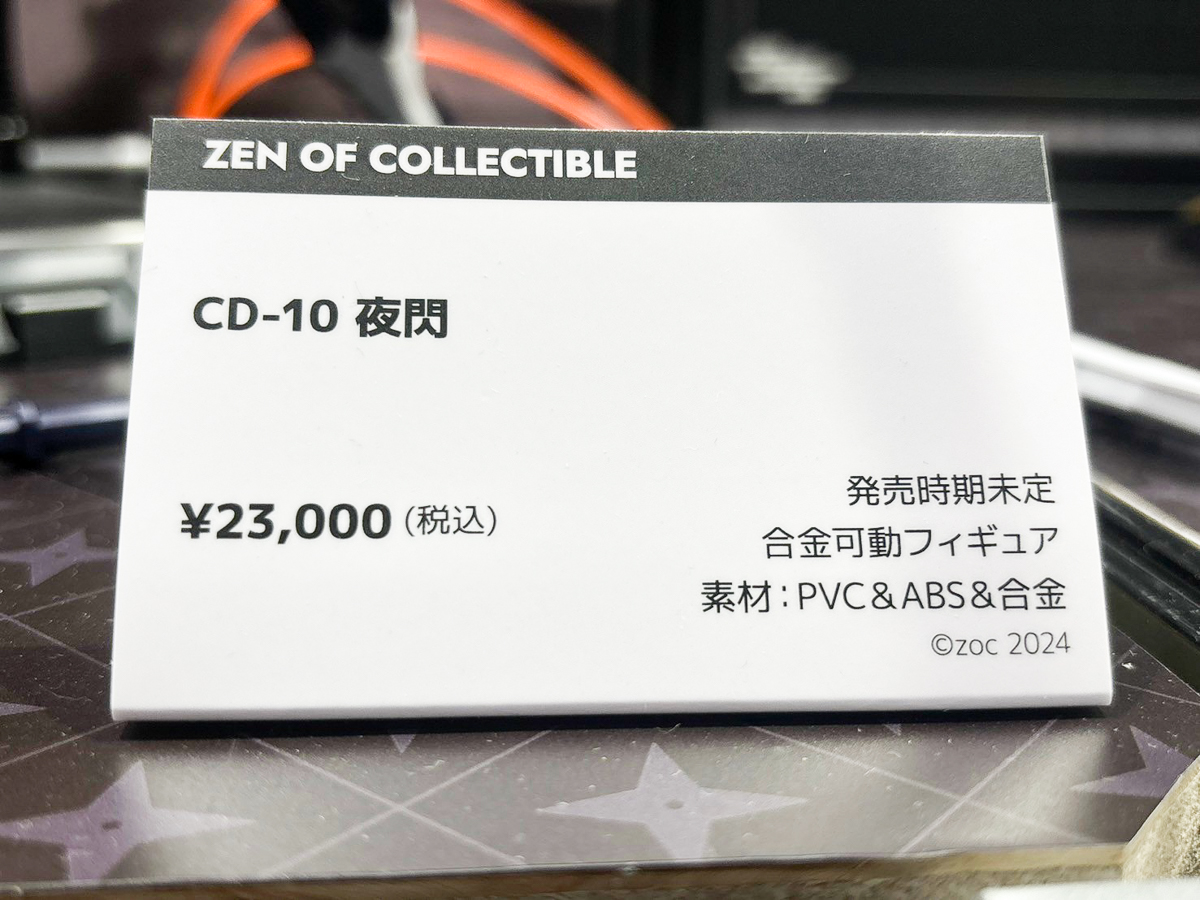 ZEN OF COLLECTIBLE
CD-10 夜閃
¥23,000 (税込)
発売時期未定
合金可動フィギュア
素材：PVC＆ABS＆合金
©zoc 2024